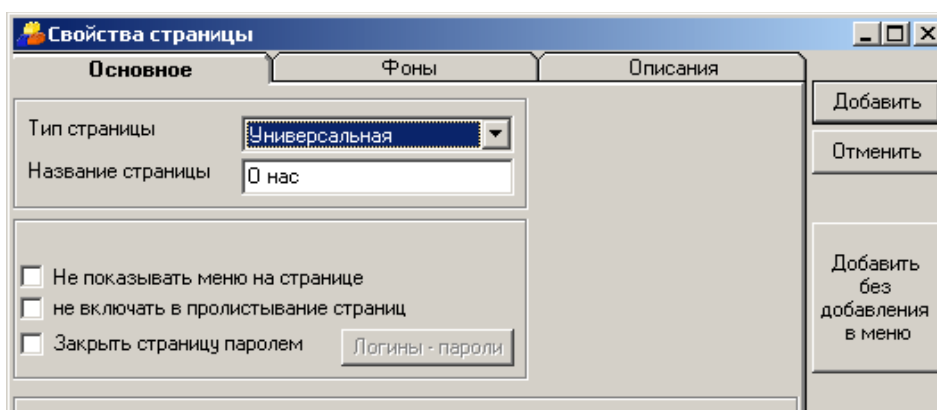 Свойства страницы
Основное
Фоны
Описания
Тип страницы
Универсальная
Название страницы
О нас
Не показывать меню на странице
не включать в пролистывание страниц
Закрыть страницу паролем
Логины - пароли
Добавить
Отменить
Добавить
без
добавления
в меню